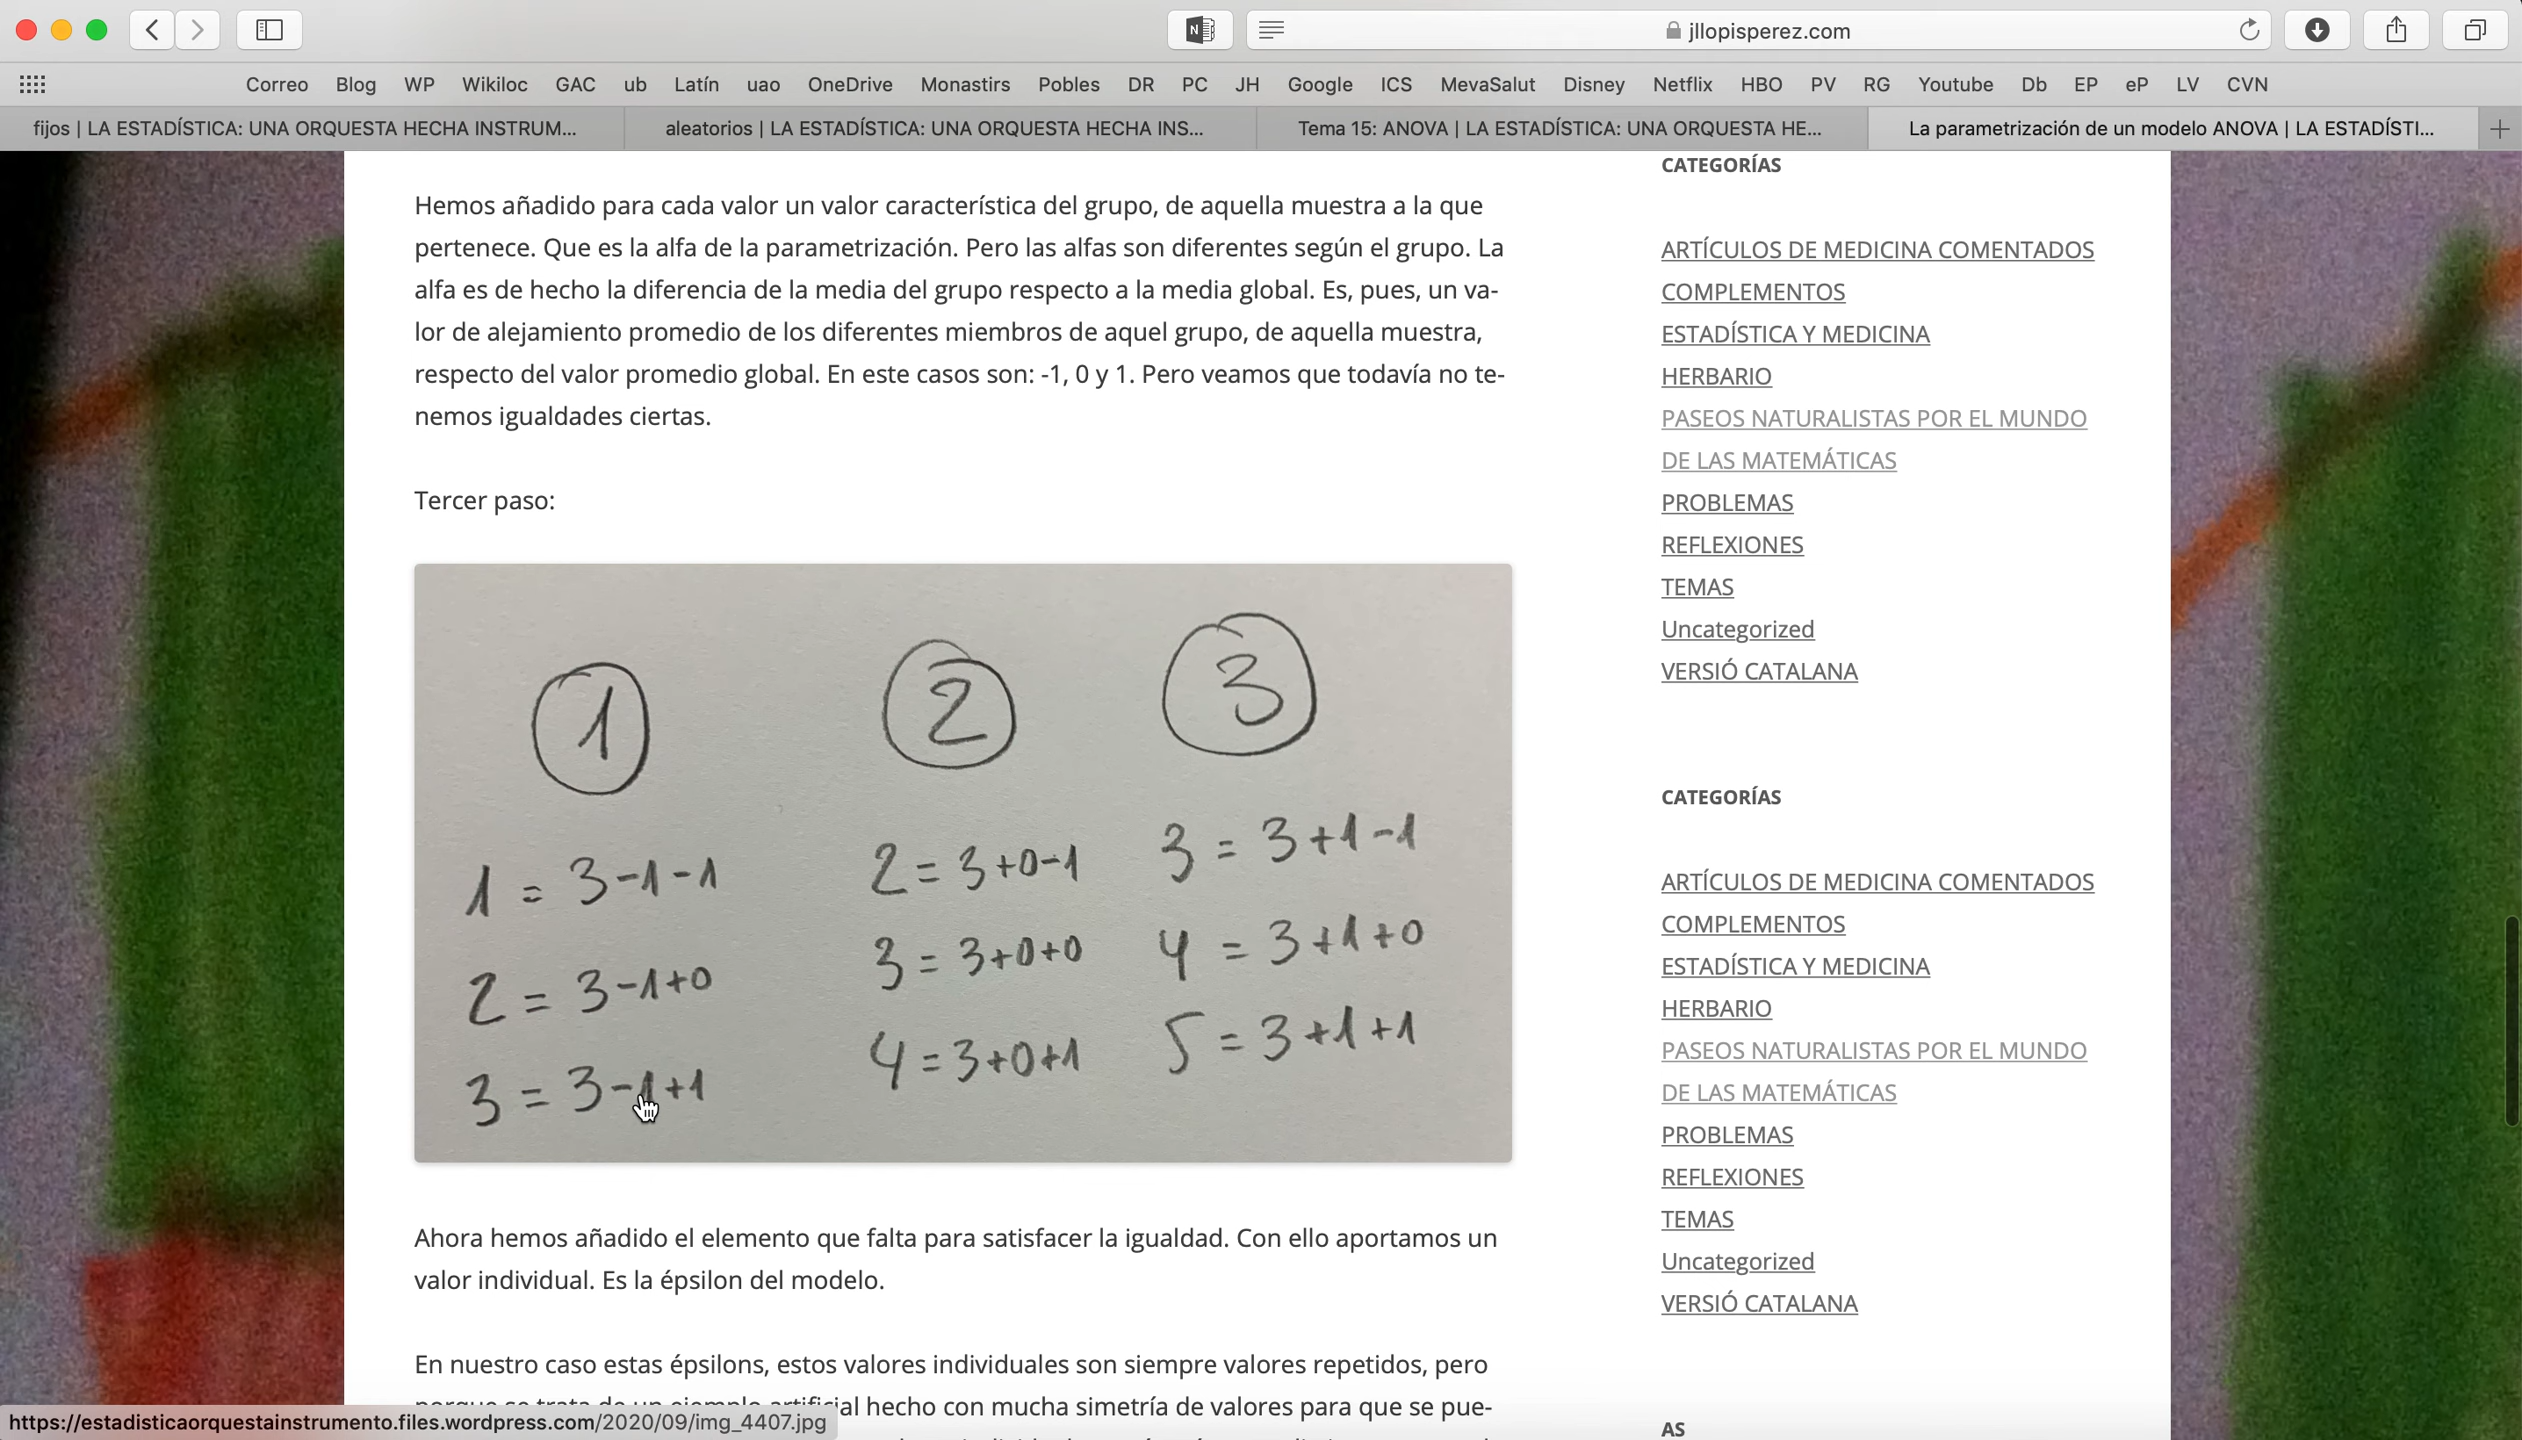 jllopisperez.com
Correo Blog WP Wikiloc GAC ub Latín uao OneDrive Monastirs Pobles DR PC JH Google ICS MevaSalut Disney Netflix HBO PV RG Youtube Db EP eP LV CVN
fijos | LA ESTADÍSTICA: UNA ORQUESTA HECHA INSTRUM...
aleatorios | LA ESTADÍSTICA: UNA ORQUESTA HECHA INS...
Tema 15: ANOVA | LA ESTADÍSTICA: UNA ORQUESTA HE...
La parametrización de un modelo ANOVA | LA ESTADÍSTI...
Hemos añadido para cada valor un valor característica del grupo, de aquella muestra a la que
pertenece. Que es la alfa de la parametrización. Pero las alfas son diferentes según el grupo. La
alfa es de hecho la diferencia de la media del grupo respecto a la media global. Es, pues, un va-
lor de alejamiento promedio de los diferentes miembros de aquel grupo, de aquella muestra,
respecto del valor promedio global. En este casos son: -1, 0 y 1. Pero veamos que todavía no te-
nemos igualdades ciertas.
Tercer paso:
1 2 3
1 = 3-1-1
2 = 3-1+0
3 = 3-1+1
2 = 3+0-1
3 = 3+0+0
4 = 3+0+1
3 = 3+1-1
4 = 3+1+0
5 = 3+1+1
Ahora hemos añadido el elemento que falta para satisfacer la igualdad. Con ello aportamos un
valor individual. Es la épsilon del modelo.
En nuestro caso estas épsilons, estos valores individuales son siempre valores repetidos, pero
porque se trata de un ejemplo artificial hecho con mucha simetría de valores para que se pue-
https://estadisticaorquestainstrumento.files.wordpress.com/2020/09/img_4407.jpg
CATEGORÍAS
ARTÍCULOS DE MEDICINA COMENTADOS
COMPLEMENTOS
ESTADÍSTICA Y MEDICINA
HERBARIO
PASEOS NATURALISTAS POR EL MUNDO
DE LAS MATEMÁTICAS
PROBLEMAS
REFLEXIONES
TEMAS
Uncategorized
VERSIÓ CATALANA
CATEGORÍAS
ARTÍCULOS DE MEDICINA COMENTADOS
COMPLEMENTOS
ESTADÍSTICA Y MEDICINA
HERBARIO
PASEOS NATURALISTAS POR EL MUNDO
DE LAS MATEMÁTICAS
PROBLEMAS
REFLEXIONES
TEMAS
Uncategorized
VERSIÓ CATALANA
AS